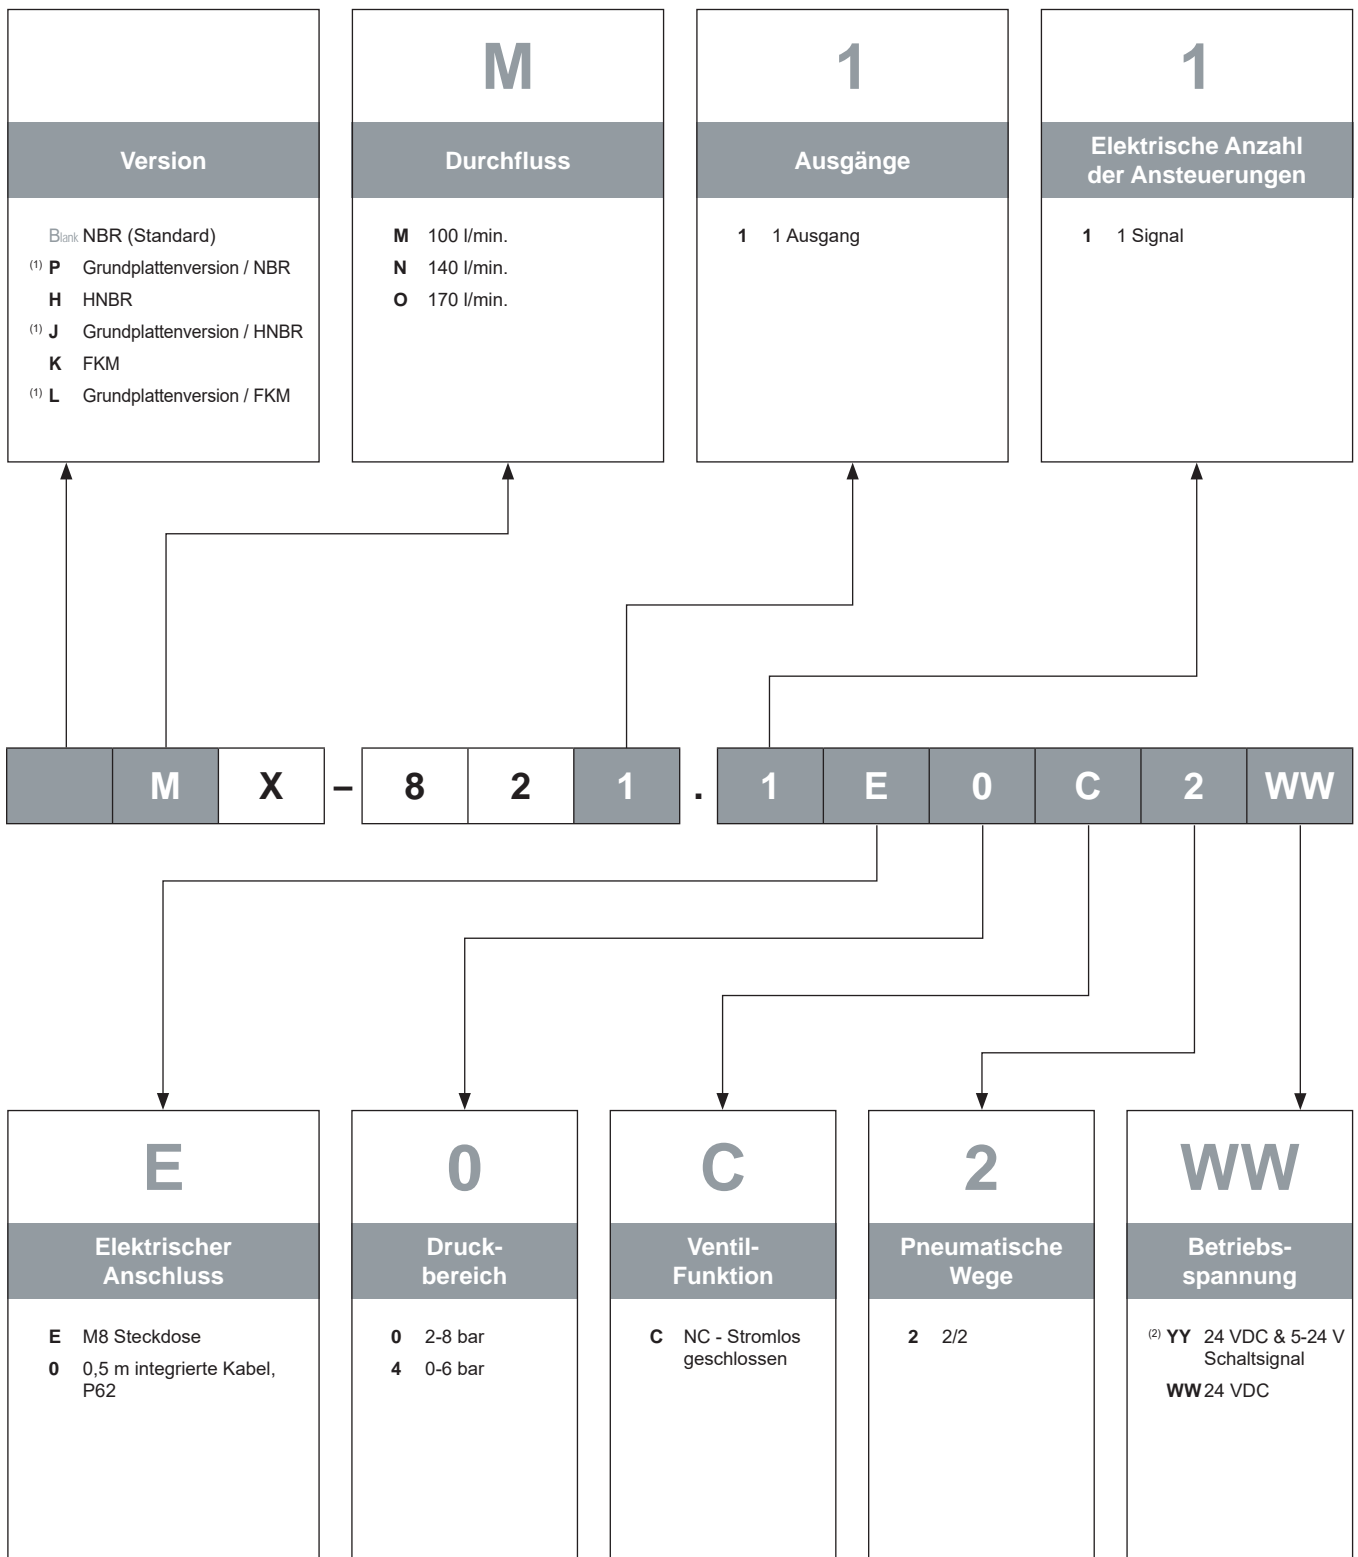 M
1
1
Version
Durchfluss
Ausgänge
Elektrische Anzahl
der Ansteuerungen
Blank NBR (Standard)
(1) P Grundplattenversion / NBR
H HNBR
(1) J Grundplattenversion / HNBR
K FKM
(1) L Grundplattenversion / FKM
M 100 l/min.
N 140 l/min.
O 170 l/min.
1 1 Ausgang
1 1 Signal
M X – 8 2 1 . 1 E 0 C 2 WW
E
0
C
2
WW
Elektrischer
Anschluss
Druck-
bereich
Ventil-
Funktion
Pneumatische
Wege
Betriebs-
spannung
E M8 Steckdose
0 0,5 m integrierte Kabel,
P62
0 2-8 bar
4 0-6 bar
C NC - Stromlos
geschlossen
2 2/2
(2) YY 24 VDC & 5-24 V
Schaltsignal
WW 24 VDC